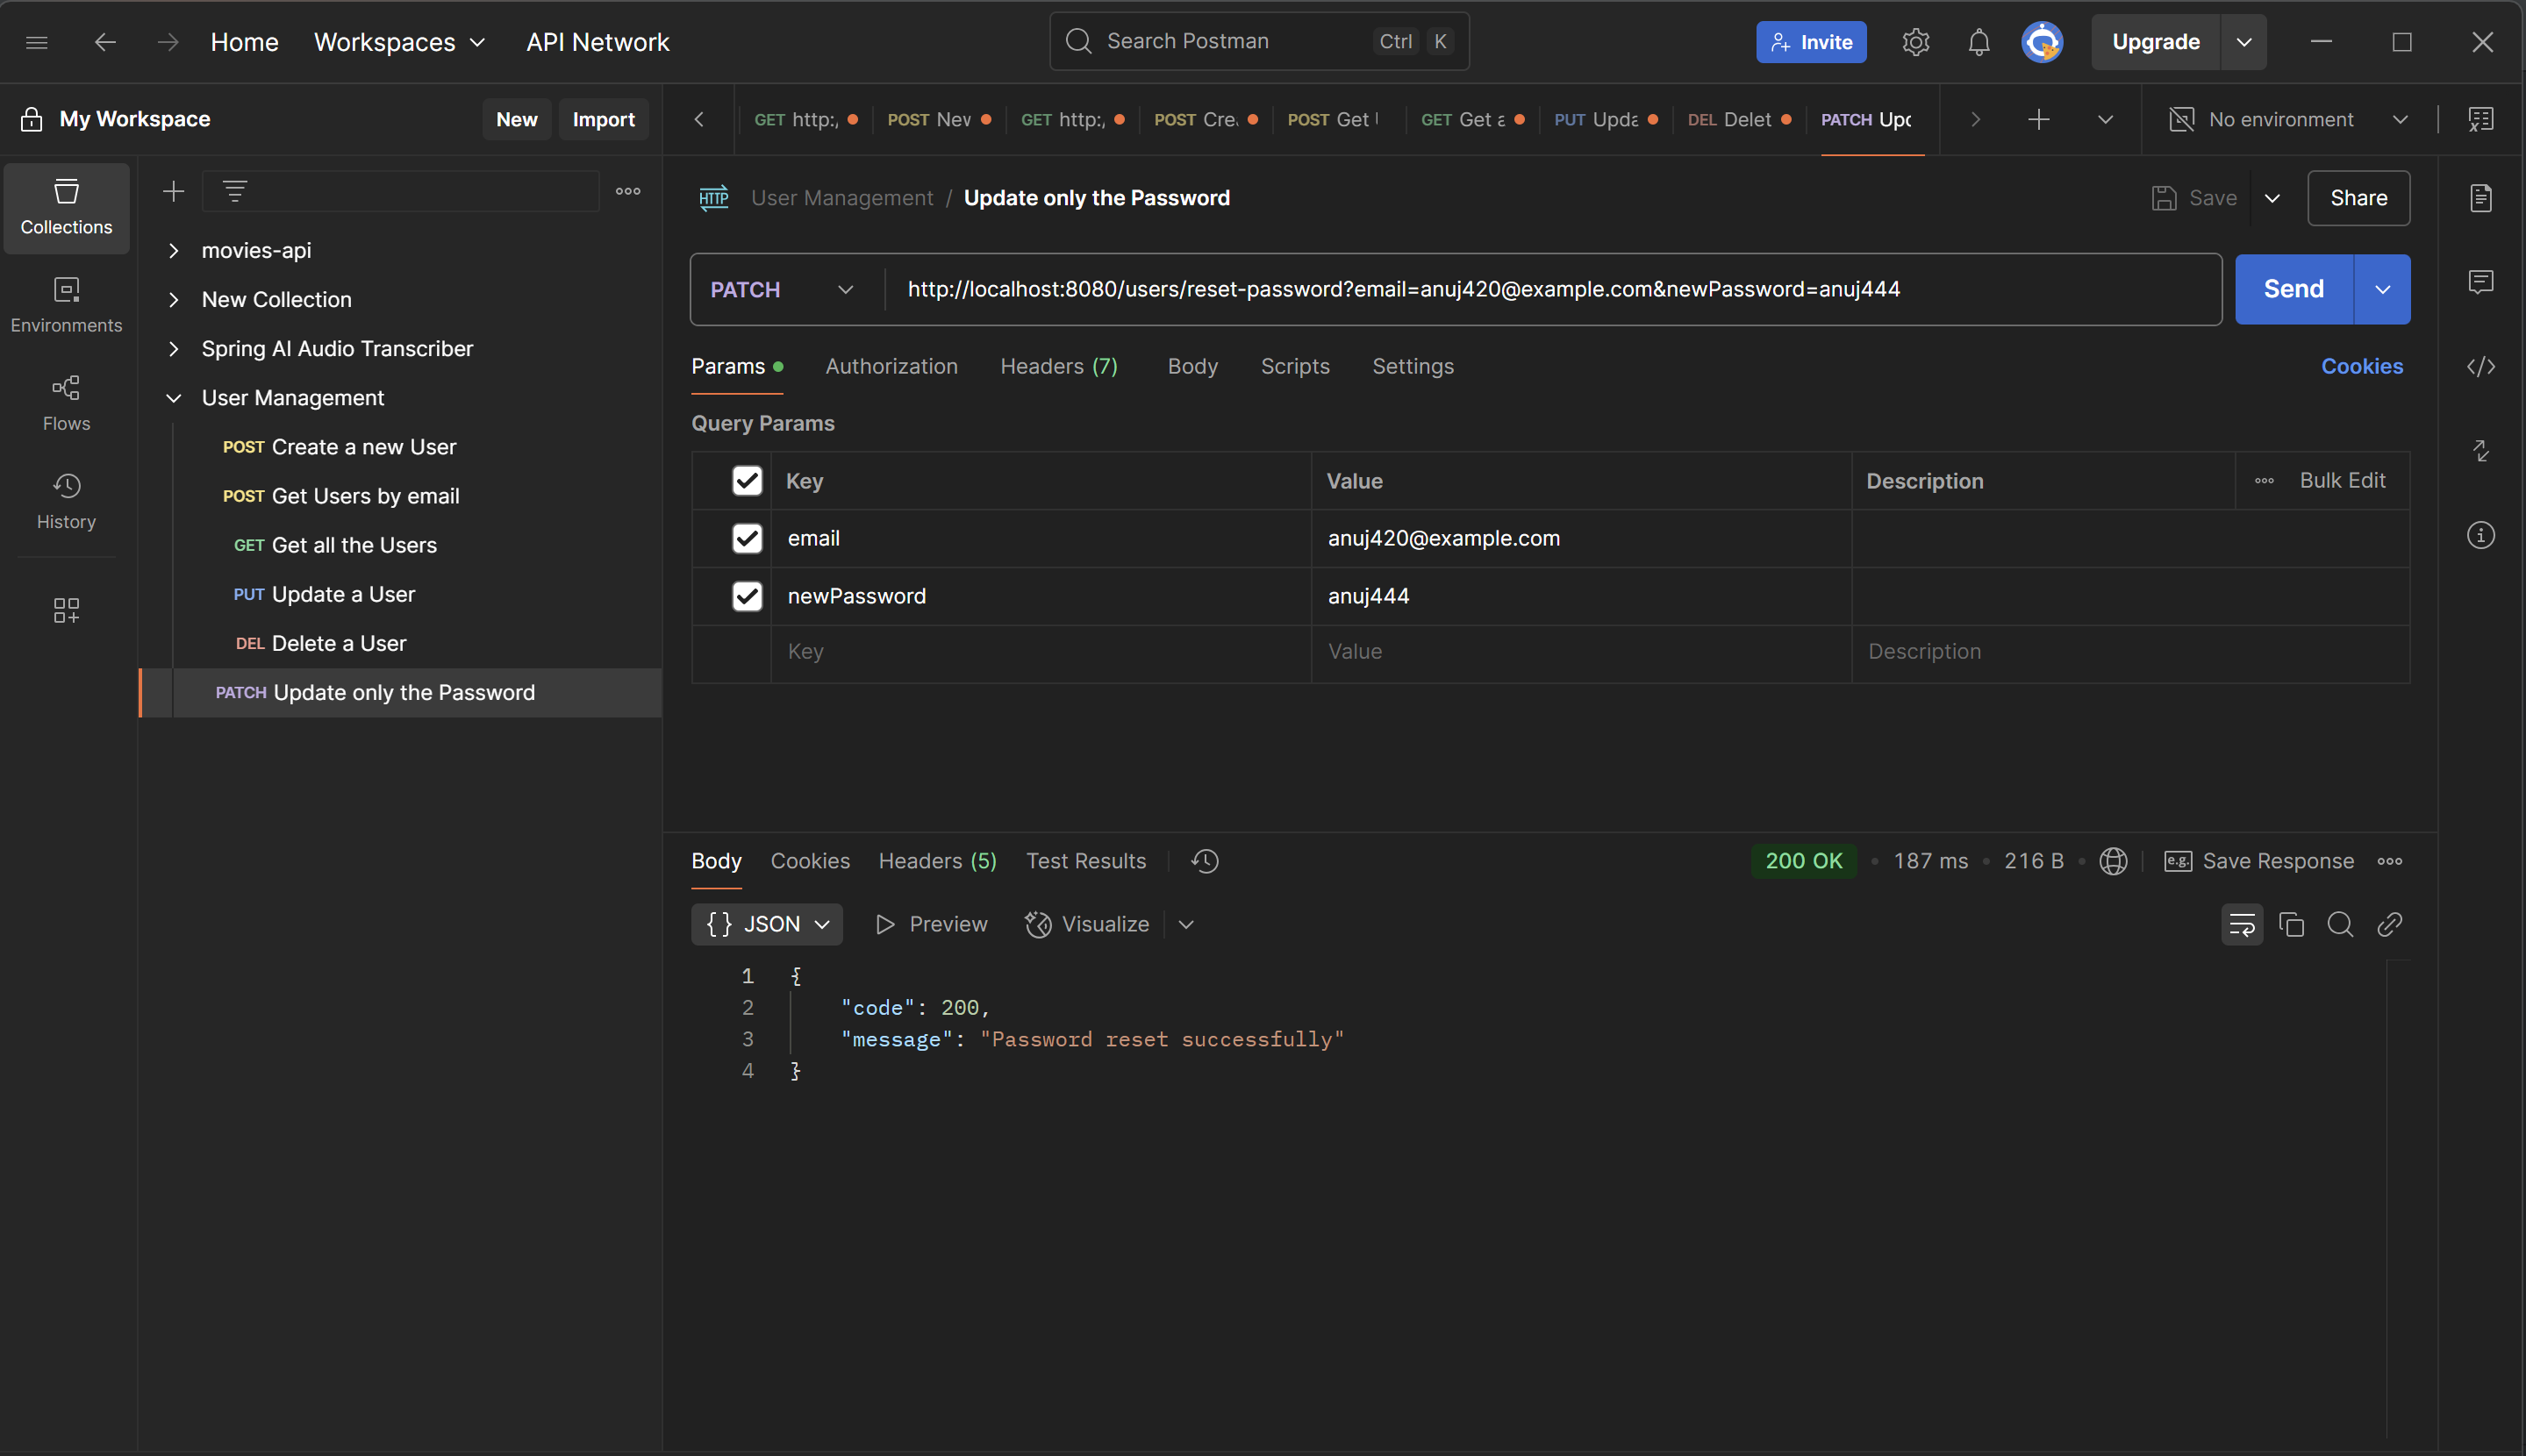 Home Workspaces API Network Search Postman Ctrl K Invite Upgrade
My Workspace New Import
GET http:/ POST New GET http:/ POST Cre POST Get GET Get a PUT Upda DEL Delet PATCH Upd No environment
Collections
Environments
Flows
History
movies-api
New Collection
Spring AI Audio Transcriber
User Management
POST Create a new User
POST Get Users by email
GET Get all the Users
PUT Update a User
DEL Delete a User
PATCH Update only the Password
HTTP User Management / Update only the Password Save Share
PATCH http://localhost:8080/users/reset-password?email=anuj420@example.com&newPassword=anuj444 Send
Params Authorization Headers (7) Body Scripts Settings Cookies
Query Params
Key Value Description Bulk Edit
email anuj420@example.com
newPassword anuj444
Key Value Description
Body Cookies Headers (5) Test Results 200 OK • 187 ms • 216 B • e.g. Save Response
{} JSON Preview Visualize
1 {
2 "code": 200,
3 "message": "Password reset successfully"
4 }